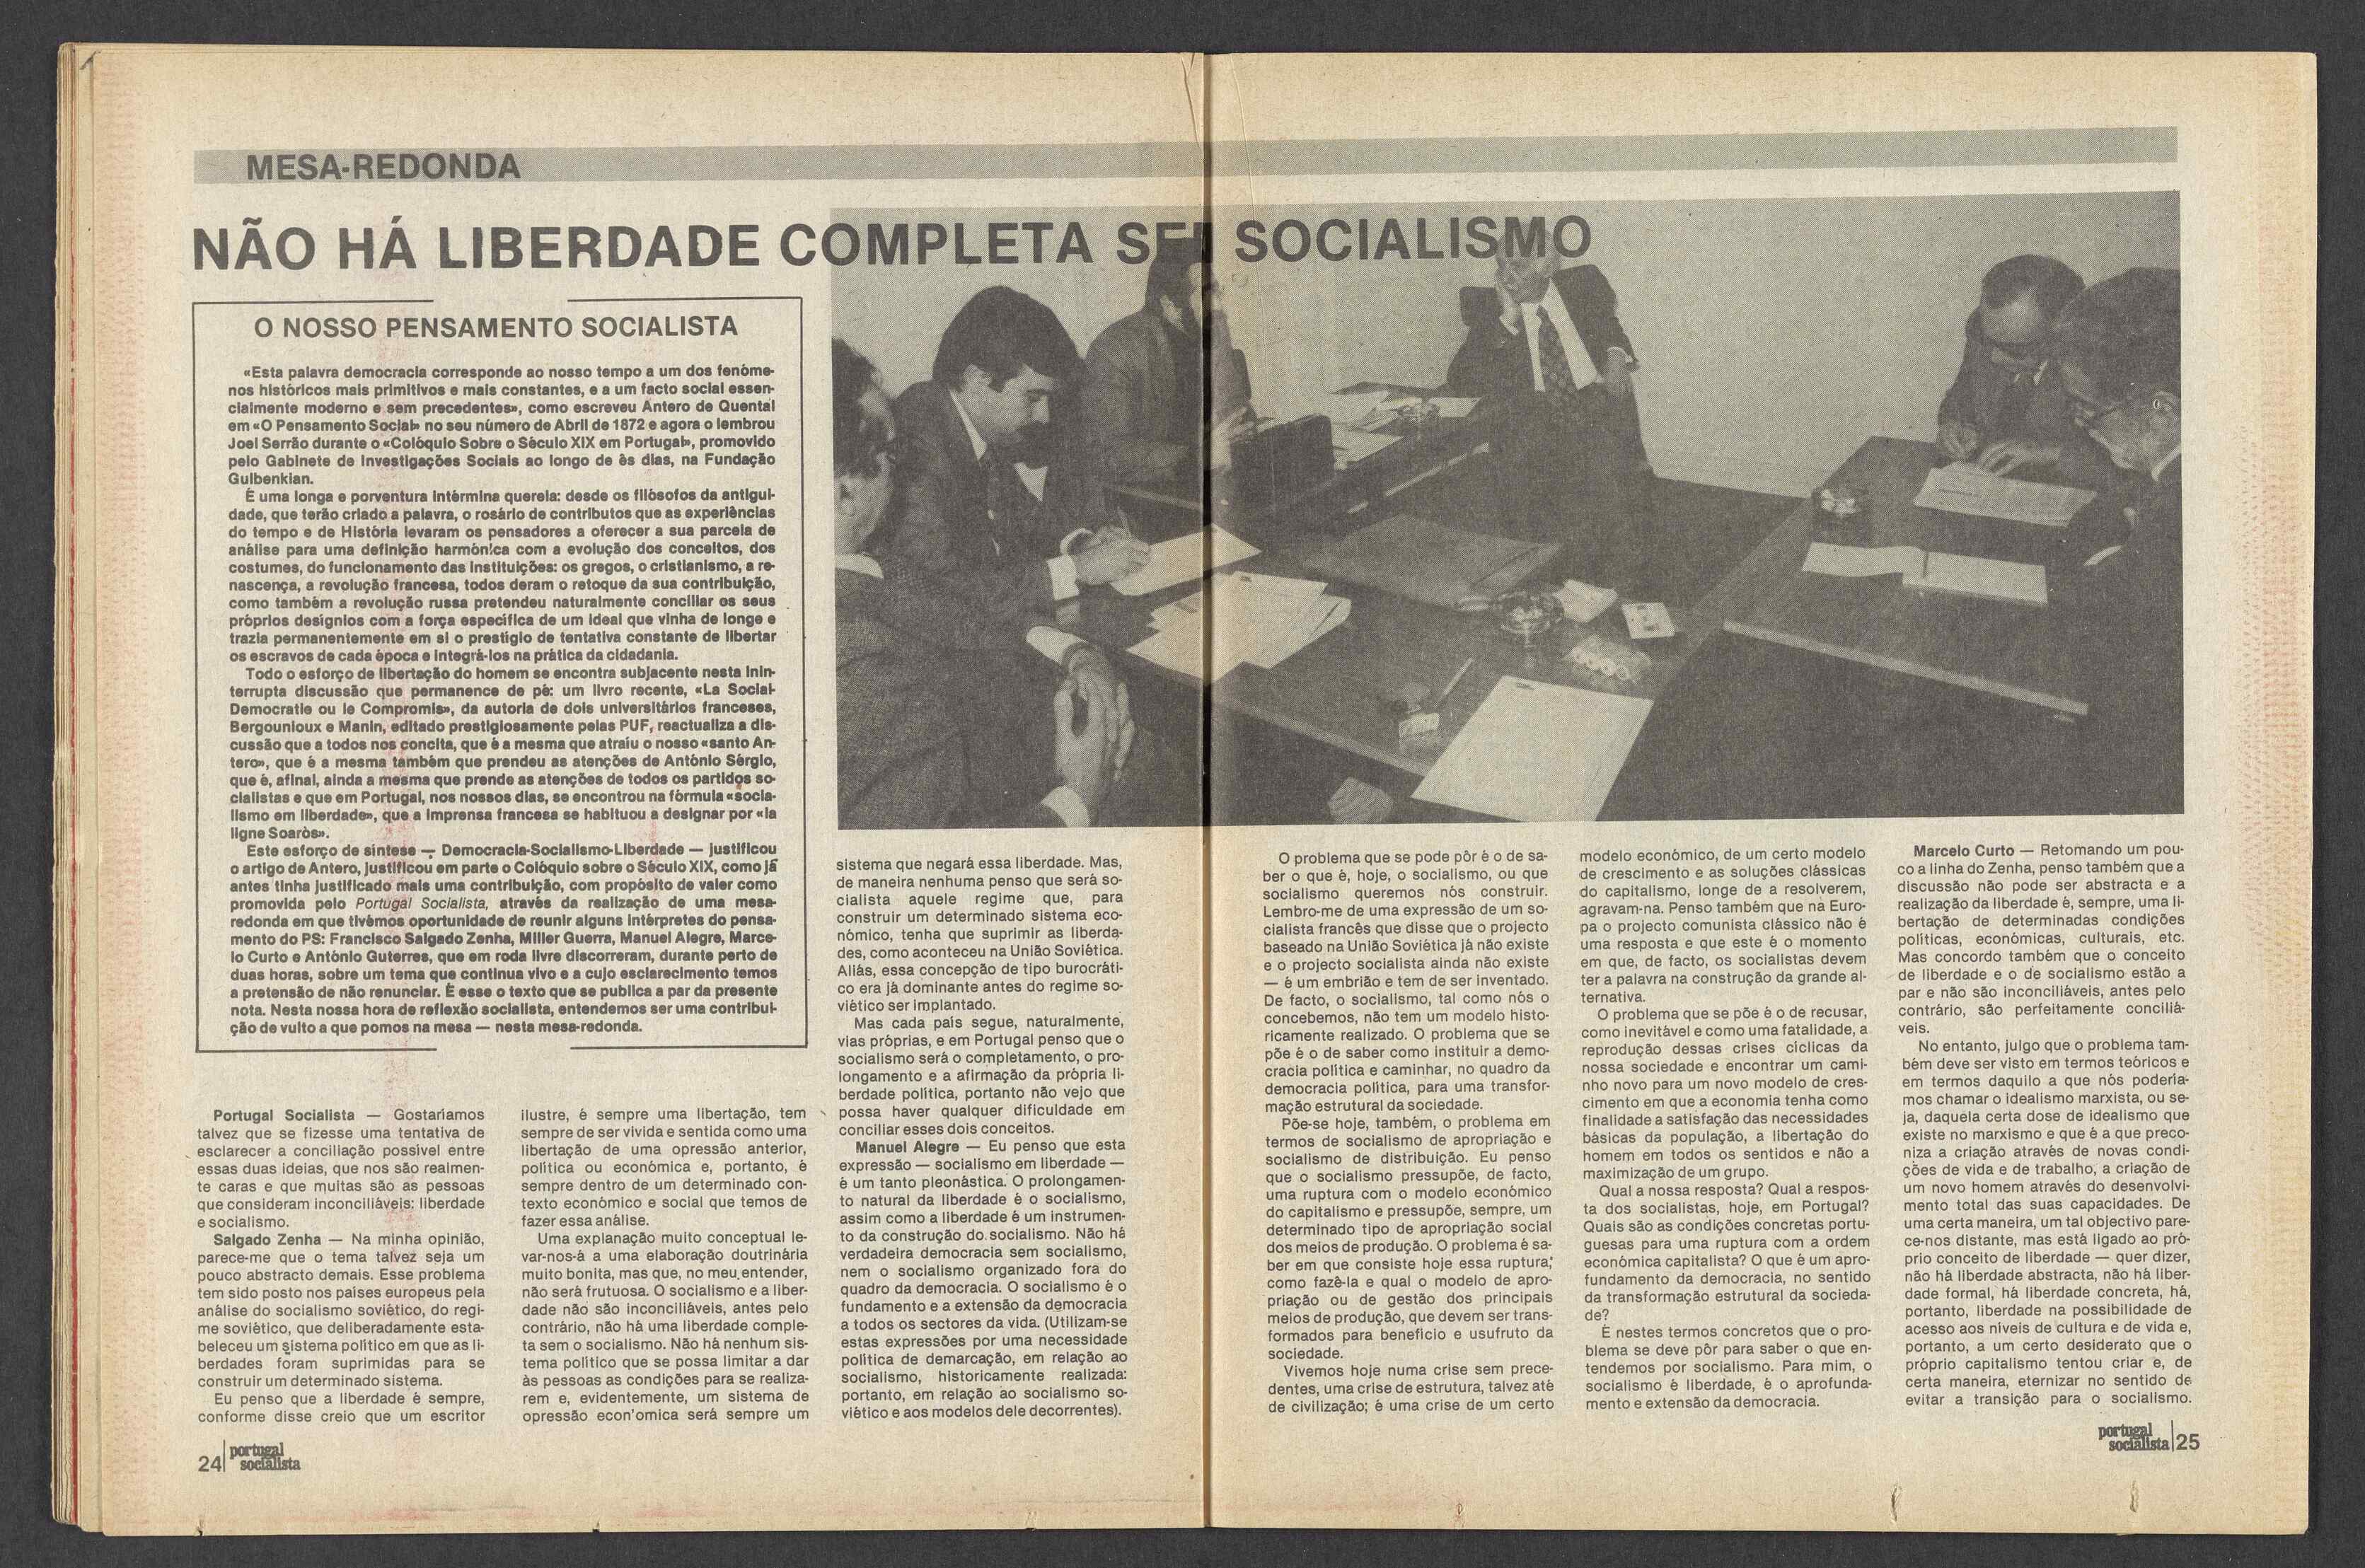 MESA-REDONDA
NÃO HÁ LIBERDADE COMPLETA SEM SOCIALISMO
O NOSSO PENSAMENTO SOCIALISTA
«Esta palavra democracia corresponde ao nosso tempo a um dos fenóme-
nos históricos mais primitivos e mais constantes, e a um facto social essen-
cialmente moderno e sem precedentes», como escreveu Antero de Quental
em «O Pensamento Social» no seu número de Abril de 1872 e agora o lembrou
Joel Serrão durante o «Colóquio Sobre o Século XIX em Portugal», promovido
pelo Gabinete de Investigações Sociais ao longo de ês dias, na Fundação
Gulbenkian.
É uma longa e porventura intérmina querela: desde os filósofos da antigui-
dade, que terão criado a palavra, o rosário de contributos que as experiências
do tempo e de História levaram os pensadores a oferecer a sua parcela de
análise para uma definição harmónica com a evolução dos conceitos, dos
costumes, do funcionamento das instituições: os gregos, o cristianismo, a re-
nascença, a revolução francesa, todos deram o retoque da sua contribuição,
como também a revolução russa pretendeu naturalmente conciliar os seus
próprios desígnios com a força específica de um ideal que vinha de longe e
trazia permanentemente em si o prestígio de tentativa constante de libertar
os escravos de cada época e integrá-los na prática da cidadania.
Todo o esforço de libertação do homem se encontra subjacente nesta inin-
terrupta discussão que permanence de pé: um livro recente, «La Social-
Democratie ou le Compromis», da autoria de dois universitários franceses,
Bergounioux e Manin, editado prestigiosamente pelas PUF, reactualiza a dis-
cussão que a todos nos concita, que é a mesma que atraiu o nosso «santo An-
tero», que é a mesma também que prendeu as atenções de António Sérgio,
que é, afinal, ainda a mesma que prende as atenções de todos os partidos so-
cialistas e que em Portugal, nos nossos dias, se encontrou na fórmula «socia-
lismo em liberdade», que a imprensa francesa se habituou a designar por «la
ligne Soarès».
Este esforço de síntese — Democracia-Socialismo-Liberdade — justificou
o artigo de Antero, justificou em parte o Colóquio sobre o Século XIX, como já
antes tinha justificado mais uma contribuição, com propósito de valer como
promovida pelo Portugal Socialista, através da realização de uma mesa-
redonda em que tivémos oportunidade de reunir alguns intérpretes do pensa-
mento do PS: Francisco Salgado Zenha, Miller Guerra, Manuel Alegre, Marce-
lo Curto e António Guterres, que em roda livre discorreram, durante perto de
duas horas, sobre um tema que continua vivo e a cujo esclarecimento temos
a pretensão de não renunciar. É esse o texto que se publica a par da presente
nota. Nesta nossa hora de reflexão socialista, entendemos ser uma contribui-
ção de vulto a que pomos na mesa — nesta mesa-redonda.
Portugal Socialista — Gostaríamos
talvez que se fizesse uma tentativa de
esclarecer a conciliação possível entre
essas duas ideias, que nos são realmen-
te caras e que muitas são as pessoas
que consideram inconciliáveis: liberdade
e socialismo.
Salgado Zenha — Na minha opinião,
parece-me que o tema talvez seja um
pouco abstracto demais. Esse problema
tem sido posto nos países europeus pela
análise do socialismo soviético, do regi-
me soviético, que deliberadamente esta-
beleceu um sistema político em que as li-
berdades foram suprimidas para se
construir um determinado sistema.
Eu penso que a liberdade é sempre,
conforme disse creio que um escritor
ilustre, é sempre uma libertação, tem
sempre de ser vivida e sentida como uma
libertação de uma opressão anterior,
política ou económica e, portanto, é
sempre dentro de um determinado con-
texto económico e social que temos de
fazer essa análise.
Uma explanação muito conceptual le-
var-nos-á a uma elaboração doutrinária
muito bonita, mas que, no meu entender,
não será frutuosa. O socialismo e a liber-
dade não são inconciliáveis, antes pelo
contrário, não há uma liberdade comple-
ta sem o socialismo. Não há nenhum sis-
tema político que se possa limitar a dar
às pessoas as condições para se realiza-
rem e, evidentemente, um sistema de
opressão econ'omica será sempre um
sistema que negará essa liberdade. Mas,
de maneira nenhuma penso que será so-
cialista aquele regime que, para
construir um determinado sistema eco-
nómico, tenha que suprimir as liberda-
des, como aconteceu na União Soviética.
Aliás, essa concepção de tipo burocráti-
co era já dominante antes do regime so-
viético ser implantado.
Mas cada país segue, naturalmente,
vias próprias, e em Portugal penso que o
socialismo será o completamento, o pro-
longamento e a afirmação da própria li-
berdade política, portanto não vejo que
possa haver qualquer dificuldade em
conciliar esses dois conceitos.
Manuel Alegre — Eu penso que esta
expressão — socialismo em liberdade —
é um tanto pleonástica. O prolongamen-
to natural da liberdade é o socialismo,
assim como a liberdade é um instrumen-
to da construção do socialismo. Não há
verdadeira democracia sem socialismo,
nem o socialismo organizado fora do
quadro da democracia. O socialismo é o
fundamento e a extensão da democracia
a todos os sectores da vida. (Utilizam-se
estas expressões por uma necessidade
política de demarcação, em relação ao
socialismo, historicamente realizada:
portanto, em relação ao socialismo so-
viético e aos modelos dele decorrentes).
24 portugal
socialista
O problema que se pode pôr é o de sa-
ber o que é, hoje, o socialismo, ou que
socialismo queremos nós construir.
Lembro-me de uma expressão de um so-
cialista francês que disse que o projecto
baseado na União Soviética já não existe
e o projecto socialista ainda não existe
— é um embrião e tem de ser inventado.
De facto, o socialismo, tal como nós o
concebemos, não tem um modelo histo-
ricamente realizado. O problema que se
põe é o de saber como instituir a demo-
cracia política e caminhar, no quadro da
democracia política, para uma transfor-
mação estrutural da sociedade.
Põe-se hoje, também, o problema em
termos de socialismo de apropriação e
socialismo de distribuição. Eu penso
que o socialismo pressupõe, de facto,
uma ruptura com o modelo económico
do capitalismo e pressupõe, sempre, um
determinado tipo de apropriação social
dos meios de produção. O problema é sa-
ber em que consiste hoje essa ruptura;
como fazê-la e qual o modelo de apro-
priação ou de gestão dos principais
meios de produção, que devem ser trans-
formados para benefício e usufruto da
sociedade.
Vivemos hoje numa crise sem prece-
dentes, uma crise de estrutura, talvez até
de civilização; é uma crise de um certo
modelo económico, de um certo modelo
de crescimento e as soluções clássicas
do capitalismo, longe de a resolverem,
agravam-na. Penso também que na Euro-
pa o projecto comunista clássico não é
uma resposta e que este é o momento
em que, de facto, os socialistas devem
ter a palavra na construção da grande al-
ternativa.
O problema que se põe é o de recusar,
como inevitável e como uma fatalidade, a
reprodução dessas crises cíclicas da
nossa sociedade e encontrar um cami-
nho novo para um novo modelo de cres-
cimento em que a economia tenha como
finalidade a satisfação das necessidades
básicas da população, a libertação do
homem em todos os sentidos e não a
maximização de um grupo.
Qual a nossa resposta? Qual a respos-
ta dos socialistas, hoje, em Portugal?
Quais são as condições concretas portu-
guesas para uma ruptura com a ordem
económica capitalista? O que é um apro-
fundamento da democracia, no sentido
da transformação estrutural da socieda-
de?
É nestes termos concretos que o pro-
blema se deve pôr para saber o que en-
tendemos por socialismo. Para mim, o
socialismo é liberdade, é o aprofunda-
mento e extensão da democracia.
Marcelo Curto — Retomando um pou-
co a linha do Zenha, penso também que a
discussão não pode ser abstracta e a
realização da liberdade é, sempre, uma li-
bertação de determinadas condições
políticas, económicas, culturais, etc.
Mas concordo também que o conceito
de liberdade e o de socialismo estão a
par e não são inconciliáveis, antes pelo
contrário, são perfeitamente conciliá-
veis.
No entanto, julgo que o problema tam-
bém deve ser visto em termos teóricos e
em termos daquilo a que nós podería-
mos chamar o idealismo marxista, ou se-
ja, daquela certa dose de idealismo que
existe no marxismo e que é a que preco-
niza a criação através de novas condi-
ções de vida e de trabalho, a criação de
um novo homem através do desenvolvi-
mento total das suas capacidades. De
uma certa maneira, um tal objectivo pare-
ce-nos distante, mas está ligado ao pró-
prio conceito de liberdade — quer dizer,
não há liberdade abstracta, não há liber-
dade formal, há liberdade concreta, há,
portanto, liberdade na possibilidade de
acesso aos níveis de cultura e de vida e,
portanto, a um certo desiderato que o
próprio capitalismo tentou criar e, de
certa maneira, eternizar no sentido de
evitar a transição para o socialismo.
portugal
socialista 25